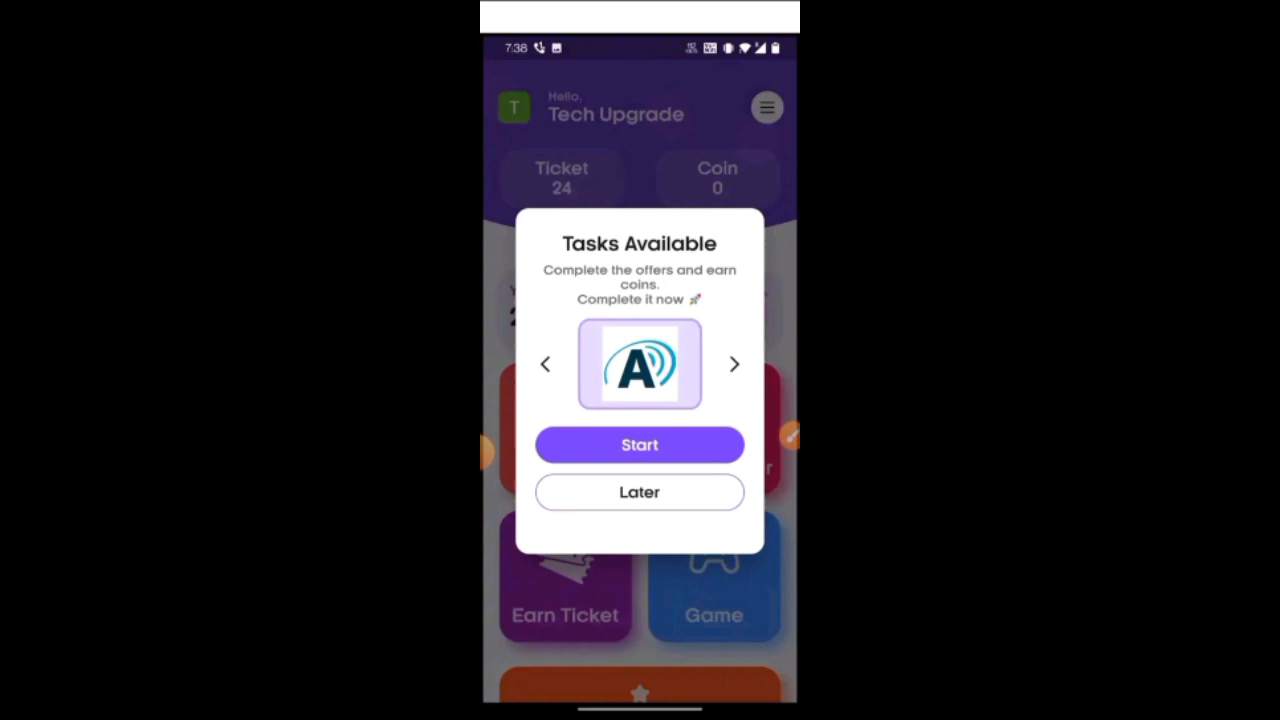 7:38
T
Hello,
Tech Upgrade
Ticket
24
Coin
0
Tasks Available
Complete the offers and earn
coins.
Complete it now 🚀
A
Start
Later
Earn Ticket
Game